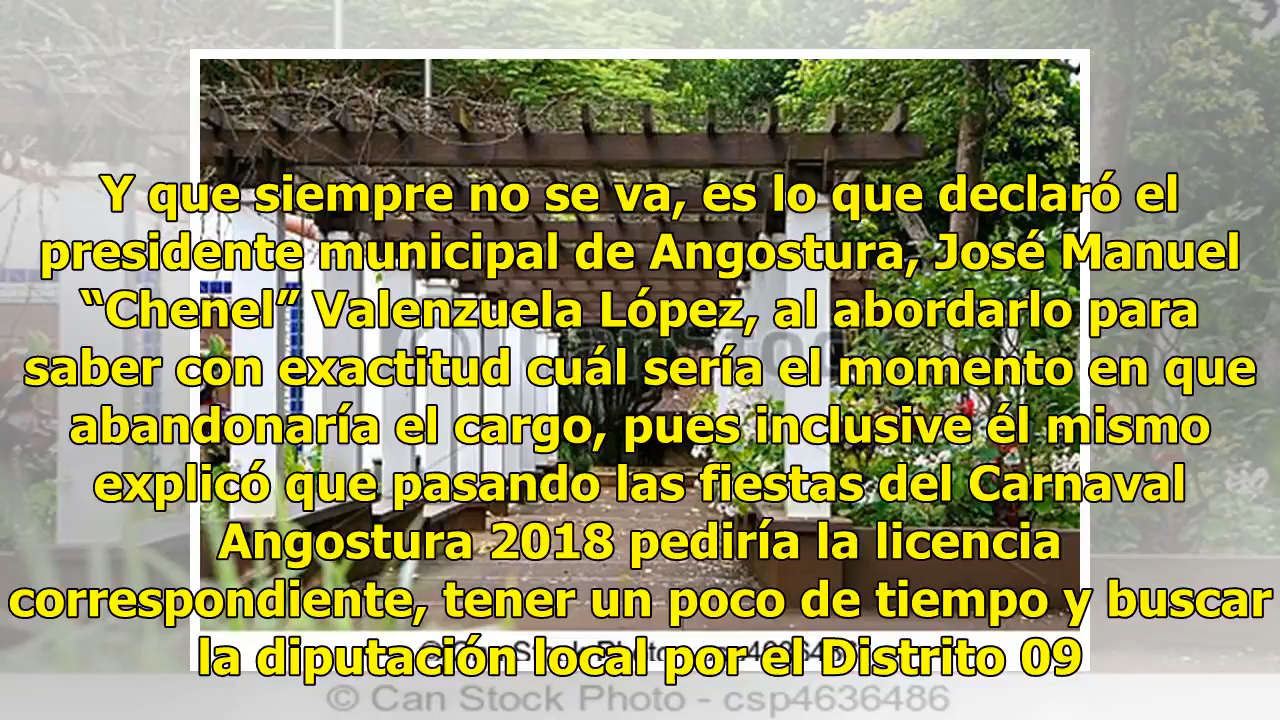 Y que siempre no se va, es lo que declaró el
presidente municipal de Angostura, José Manuel
“Chenel” Valenzuela López, al abordarlo para
saber con exactitud cuál sería el momento en que
abandonaría el cargo, pues inclusive él mismo
explicó que pasando las fiestas del Carnaval
Angostura 2018 pediría la licencia
correspondiente, tener un poco de tiempo y buscar
la diputación local por el Distrito 09
© Can Stock Photo - csp4636486